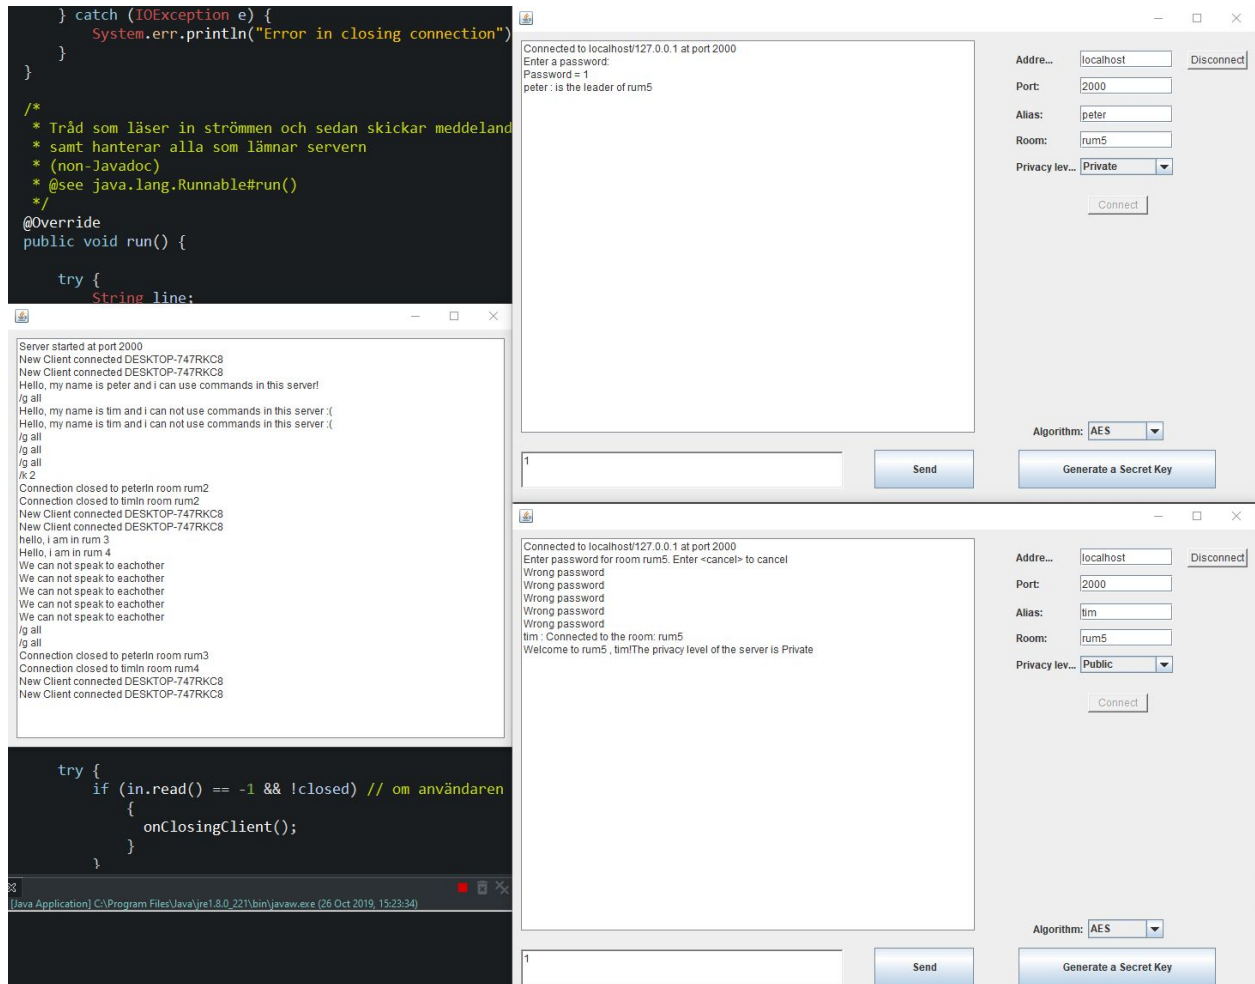 } catch (IOException e) {
System.err.println("Error in closing connection")
}
}
/*
* Tråd som läser in strömmen och sedan skickar meddeland
* samt hanterar alla som lämnar servern
* (non-Javadoc)
* @see java.lang.Runnable#run()
*/
@Override
public void run() {
try {
String line;
Server started at port 2000
New Client connected DESKTOP-747RKC8
New Client connected DESKTOP-747RKC8
Hello, my name is peter and i can use commands in this server!
/g all
Hello, my name is tim and i can not use commands in this server :(
Hello, my name is tim and i can not use commands in this server :(
/g all
/g all
/g all
/k 2
Connection closed to peterIn room rum2
Connection closed to timIn room rum2
New Client connected DESKTOP-747RKC8
New Client connected DESKTOP-747RKC8
hello, i am in rum 3
Hello, i am in rum 4
We can not speak to eachother
We can not speak to eachother
We can not speak to eachother
We can not speak to eachother
We can not speak to eachother
/g all
/g all
Connection closed to peterIn room rum3
Connection closed to timIn room rum4
New Client connected DESKTOP-747RKC8
New Client connected DESKTOP-747RKC8
try {
if (in.read() == -1 && !closed) // om användaren
{
onClosingClient();
}
}
[Java Application] C:\Program Files\Java\jre1.8.0_221\bin\javaw.exe (26 Oct 2019, 15:23:34)
Connected to localhost/127.0.0.1 at port 2000
Enter a password:
Password = 1
peter : is the leader of rum5
Addre... localhost Disconnect
Port: 2000
Alias: peter
Room: rum5
Privacy lev... Private
Connect
Algorithm: AES
1 Send Generate a Secret Key
Connected to localhost/127.0.0.1 at port 2000
Enter password for room rum5. Enter <cancel> to cancel
Wrong password
Wrong password
Wrong password
Wrong password
Wrong password
tim : Connected to the room: rum5
Welcome to rum5 , tim!The privacy level of the server is Private
Addre... localhost Disconnect
Port: 2000
Alias: tim
Room: rum5
Privacy lev... Public
Connect
Algorithm: AES
1 Send Generate a Secret Key